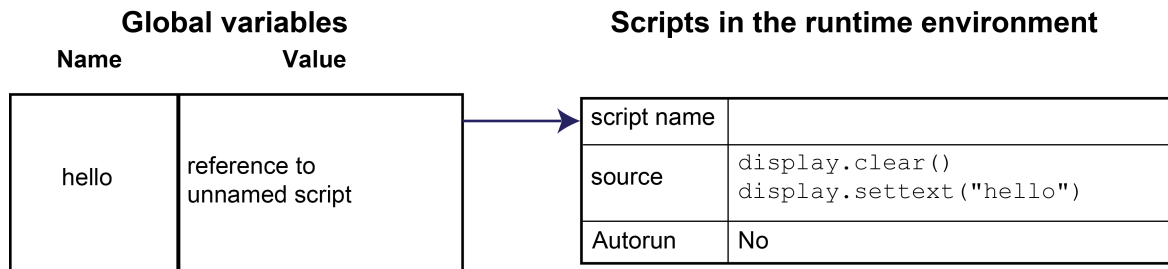 Global variables
Scripts in the runtime environment
Name Value
hello
reference to
unnamed script
script name
source
display.clear()
display.settext("hello")
Autorun No